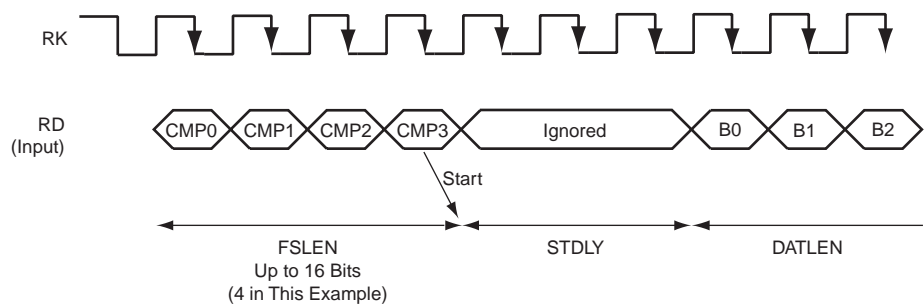 RK
RD
(Input)
CMP0 CMP1 CMP2 CMP3 Ignored B0 B1 B2
Start
FSLEN STDLY DATLEN
Up to 16 Bits
(4 in This Example)